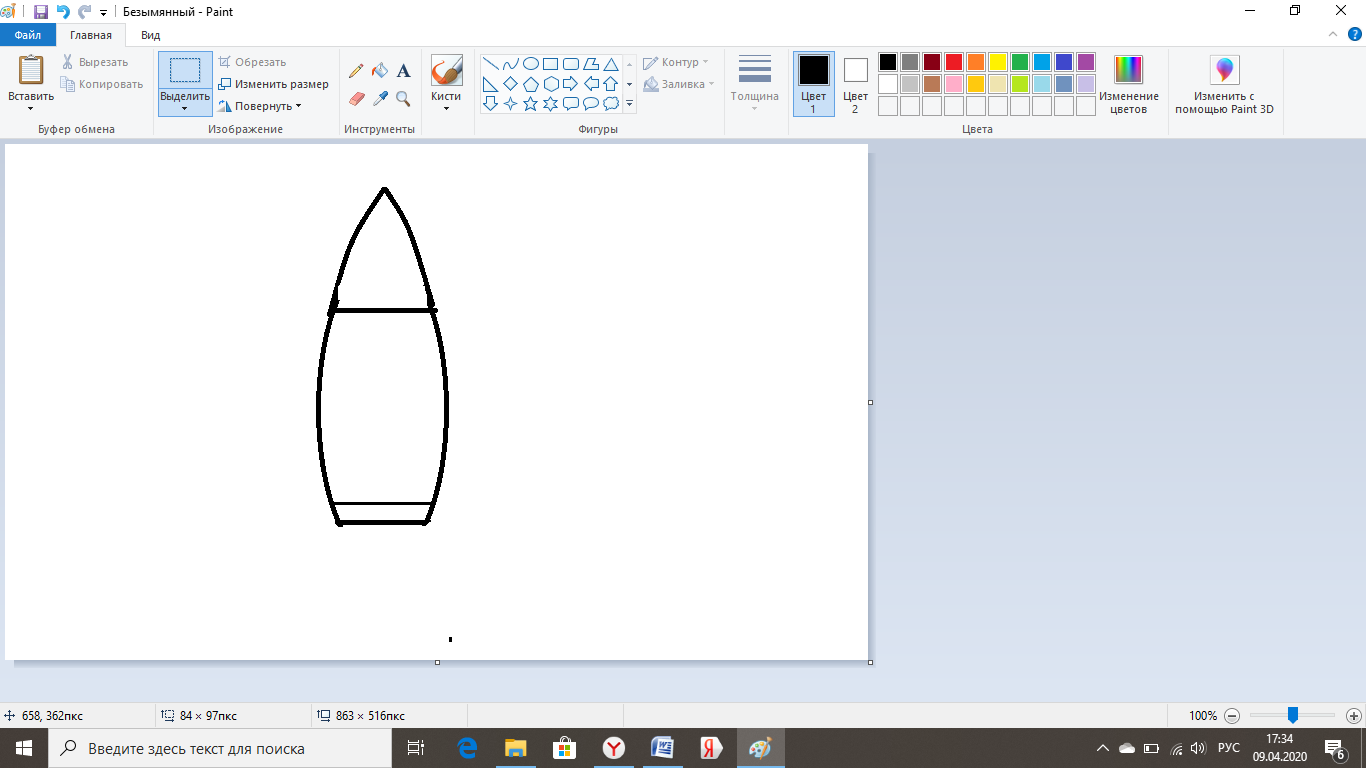 Безымянный - Paint
Файл Главная Вид
Вставить
Вырезать
Копировать
Буфер обмена
Выделить
Обрезать
Изменить размер
Повернуть
Изображение
A
Инструменты
Кисти
Контур
Заливка
Фигуры
Толщина
Цвет
1
Цвет
2
Изменение
цветов
Цвета
Изменить с
помощью Paint 3D
658, 362пкс 84 × 97пкс 863 × 516пкс 100%
Введите здесь текст для поиска
РУС
17:34
09.04.2020
6